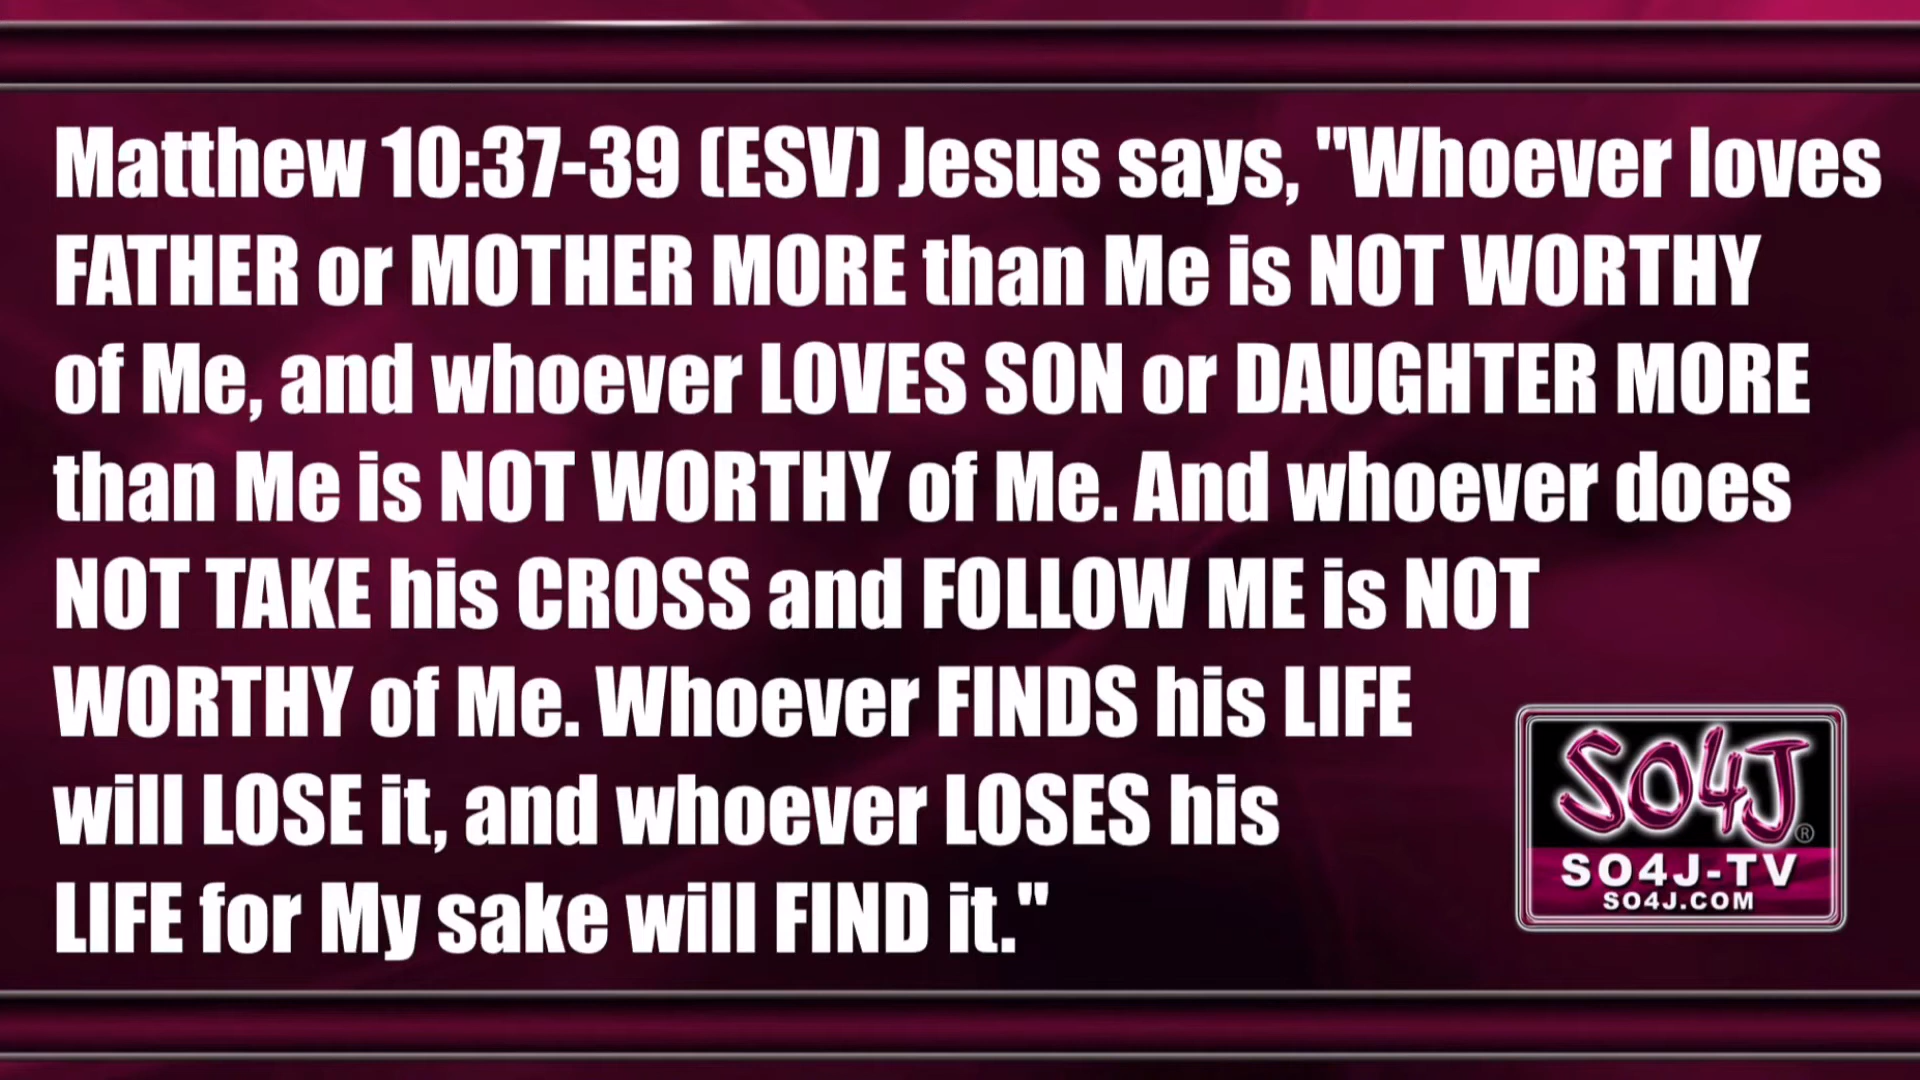 Matthew 10:37-39 (ESV) Jesus says, "Whoever loves
FATHER or MOTHER MORE than Me is NOT WORTHY
of Me, and whoever LOVES SON or DAUGHTER MORE
than Me is NOT WORTHY of Me. And whoever does
NOT TAKE his CROSS and FOLLOW ME is NOT
WORTHY of Me. Whoever FINDS his LIFE
will LOSE it, and whoever LOSES his
LIFE for My sake will FIND it."
SO4J®
SO4J-TV
SO4J.COM